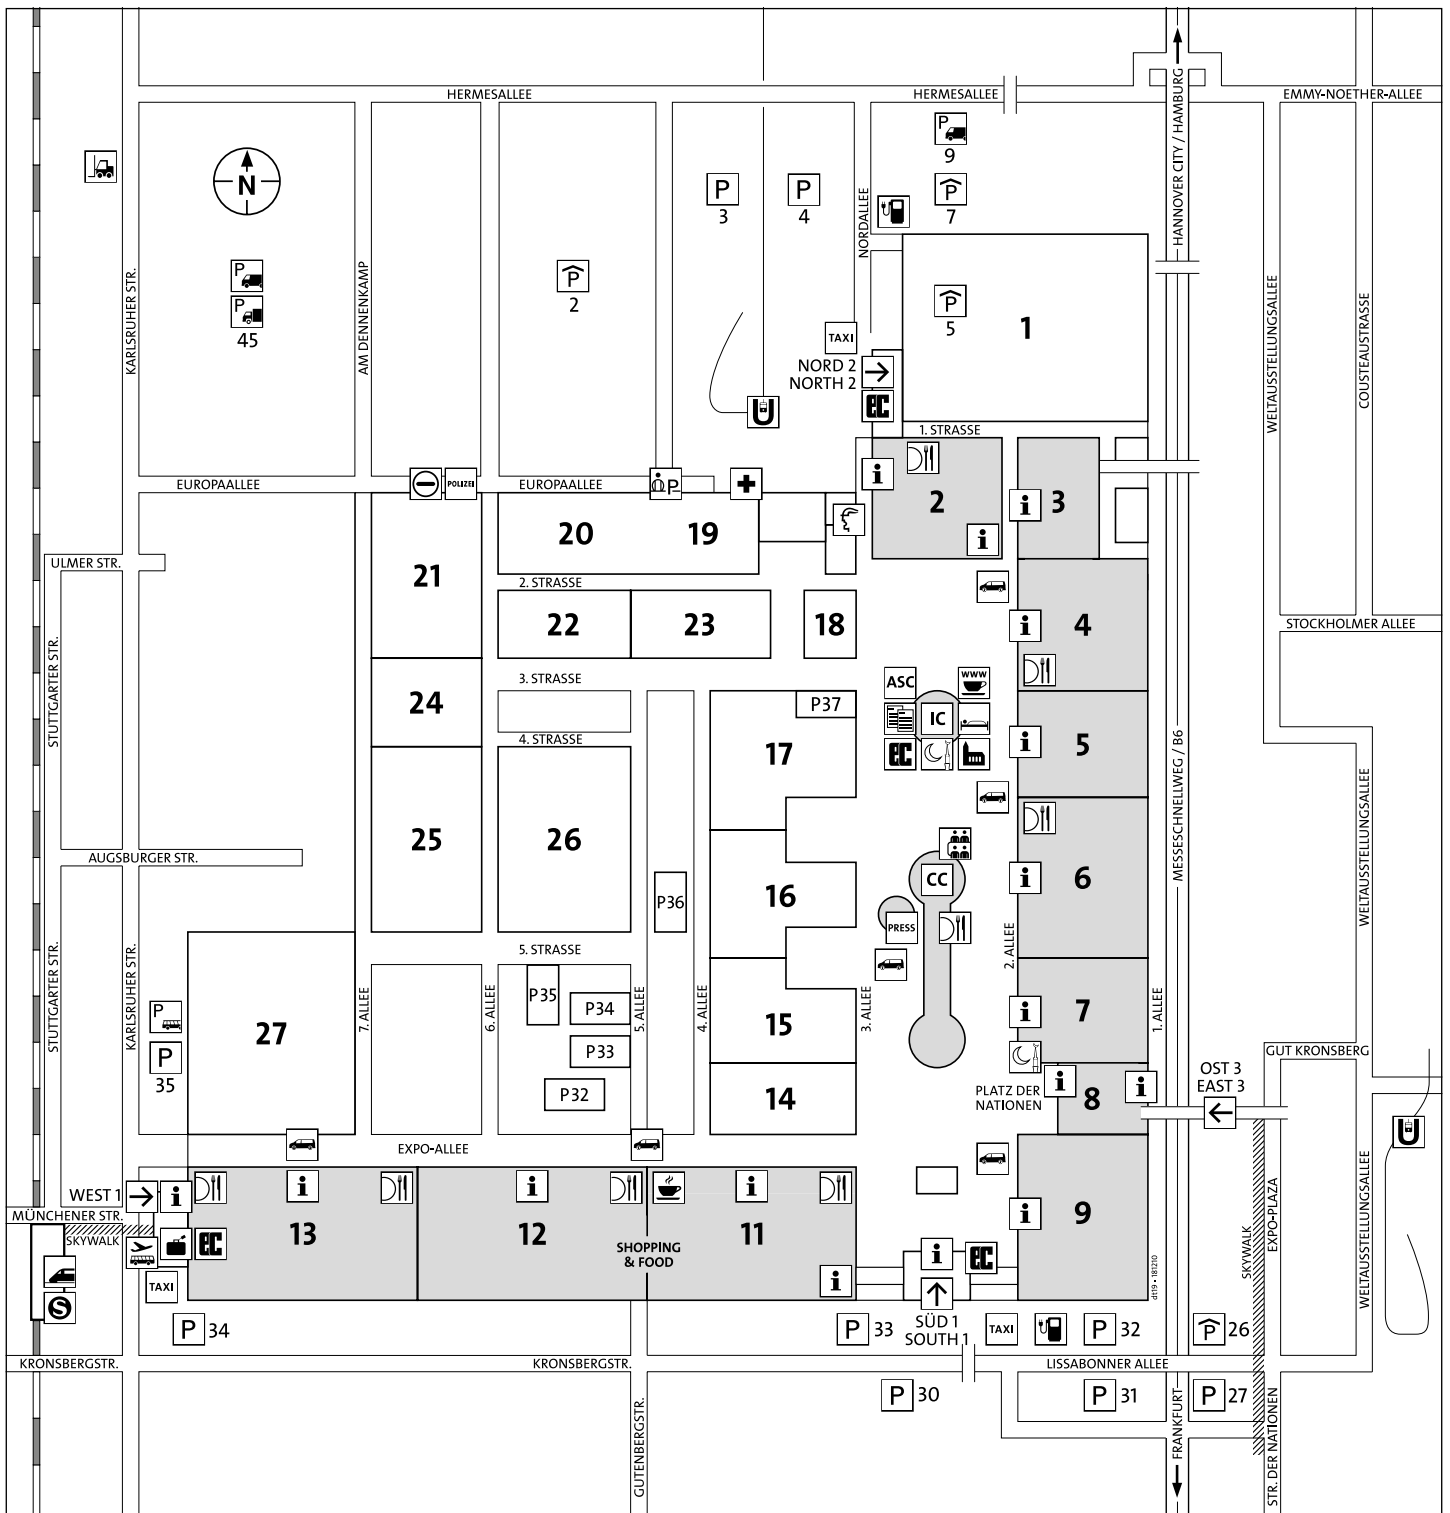 HERMESALLEE
HERMESALLEE
EMMY-NOETHER-ALLEE
HANNOVER CITY / HAMBURG
KARLSRUHER STR.
AM DENNENKAMP
NORDALLEE
WELTAUSSTELLUNGSALLEE
COUSTEAUSTRASSE
N
P
9
P
3
P
4
P
7
P
P
45
P
2
P
5
1
TAXI
NORD 2
NORTH 2
EC
U
1. STRASSE
EUROPAALLEE
POLIZEI
EUROPAALLEE
P
i
2
i
i
3
20
19
21
2. STRASSE
22
23
18
i
4
ULMER STR.
STOCKHOLMER ALLEE
STUTTGARTER STR.
3. STRASSE
24
P37
ASC
WWW
IC
EC
4. STRASSE
17
i
5
25
26
16
P36
CC
PRESS
i
6
MESSESCHNELLWEG / B6
WELTAUSSTELLUNGSALLEE
AUGSBURGER STR.
5. STRASSE
STUTTGARTER STR.
KARLSRUHER STR.
7. ALLEE
6. ALLEE
5. ALLEE
4. ALLEE
3. ALLEE
2. ALLEE
1. ALLEE
P
P
35
27
P35
P34
P33
P32
15
14
i
7
GUT KRONSBERG
PLATZ DER
NATIONEN
i
8
i
OST 3
EAST 3
U
EXPO-ALLEE
WEST 1
i
MÜNCHENER STR.
SKYWALK
TAXI
S
EC
i
13
i
12
SHOPPING
& FOOD
i
11
i
i
EC
i
9
dt19 • 181210
SKYWALK
EXPO-PLAZA
WELTAUSSTELLUNGSALLEE
P 34
P 33
SÜD 1
SOUTH 1
TAXI
P 32
P 26
KRONSBERGSTR.
KRONSBERGSTR.
LISSABONNER ALLEE
P 30
P 31
P 27
GUTENBERGSTR.
FRANKFURT
STR. DER NATIONEN